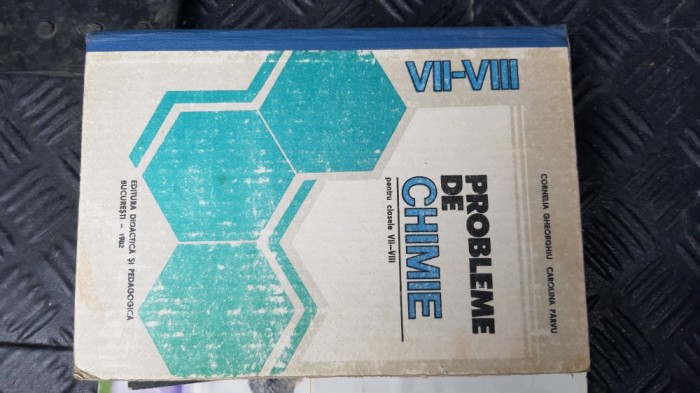 CORNELIA GHEORGHIU CAROLINA PÂRVU
PROBLEME
DE
CHIMIE
pentru clasele VII–VIII
VII-VIII
EDITURA DIDACTICĂ ȘI PEDAGOGICĂ
BUCUREȘTI – 1982